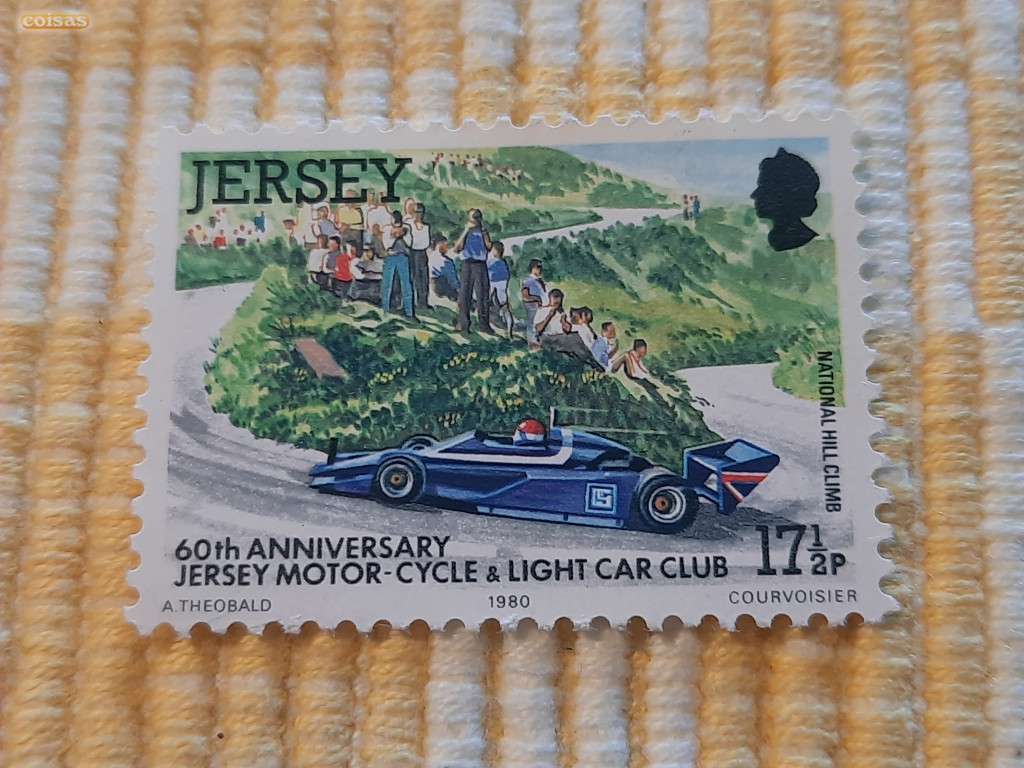 coisas
JERSEY
NATIONAL HILL CLIMB
60th ANNIVERSARY
JERSEY MOTOR-CYCLE & LIGHT CAR CLUB
17½P
A.THEOBALD
1980
COURVOISIER